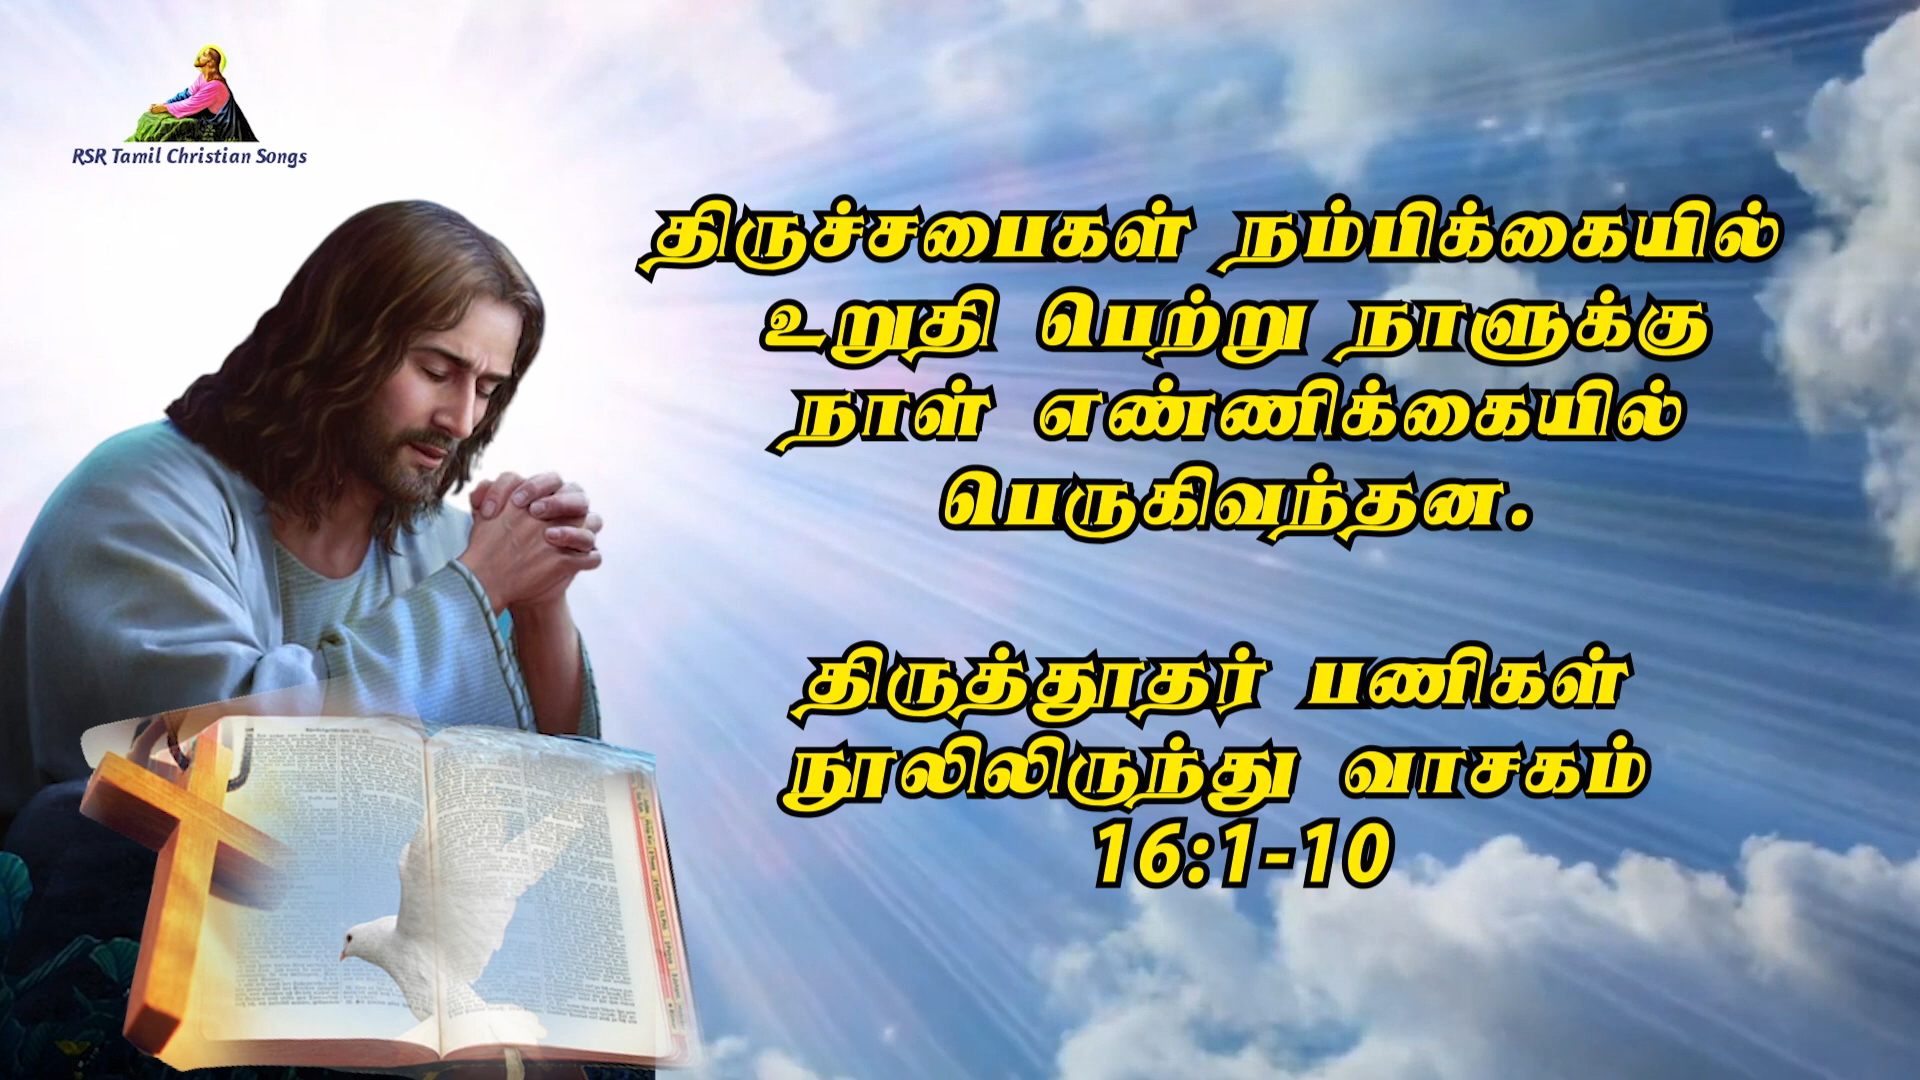 RSR Tamil Christian Songs
திருச்சபைகள் நம்பிக்கையில்
உறுதி பெற்று நாளுக்கு
நாள் எண்ணிக்கையில்
பெருகிவந்தன.
திருத்தூதர் பணிகள்
நூலிலிருந்து வாசகம்
16:1-10